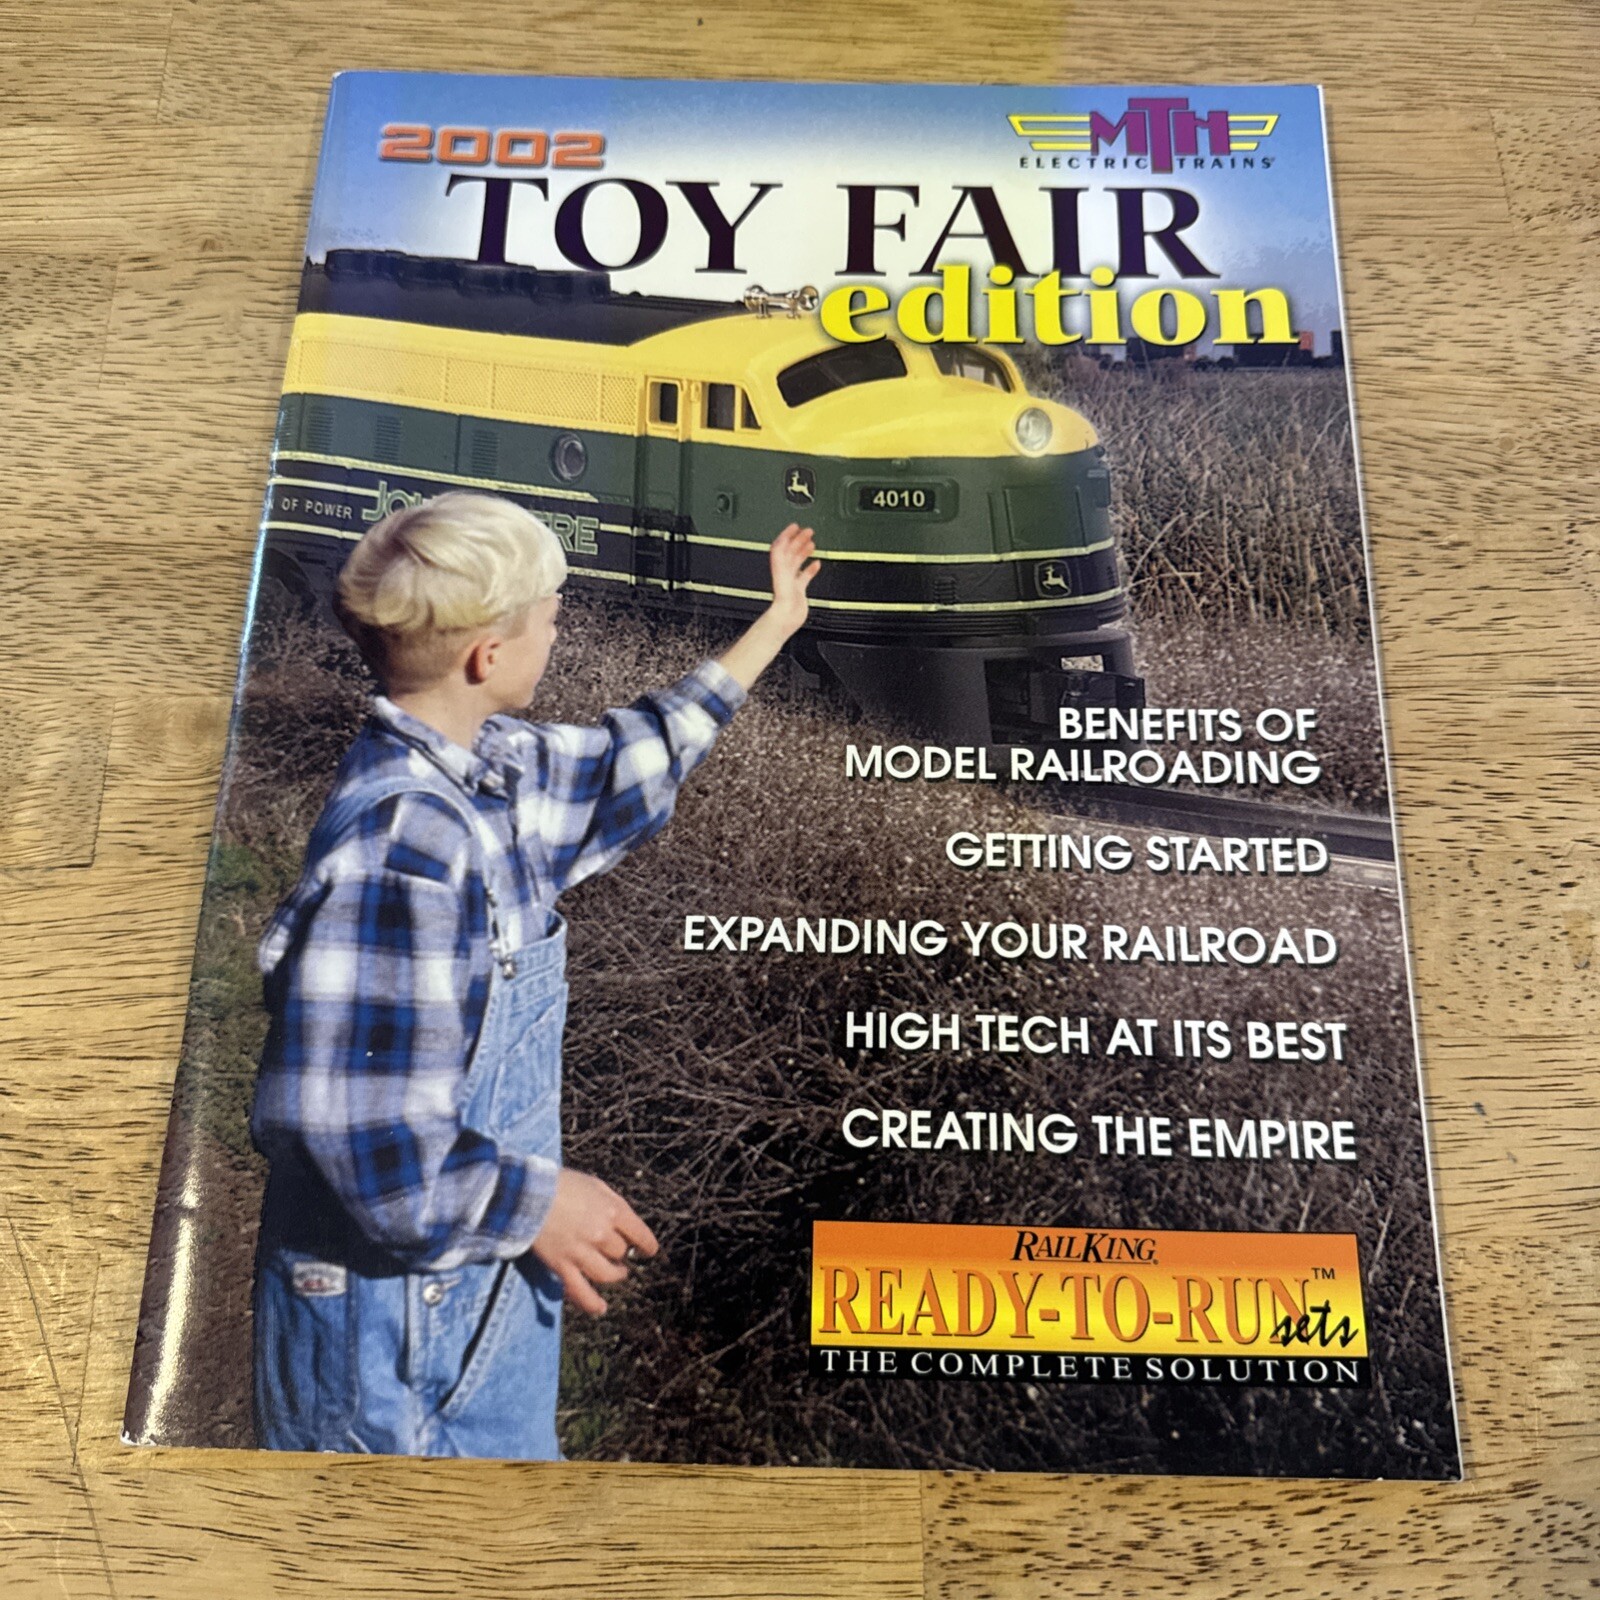 2002
MTH
ELECTRIC TRAINS
TOY FAIR
edition
4010
OF POWER
BENEFITS OF
MODEL RAILROADING
GETTING STARTED
EXPANDING YOUR RAILROAD
HIGH TECH AT ITS BEST
CREATING THE EMPIRE
RAILKING®
READY-TO-RUN™
sets
THE COMPLETE SOLUTION